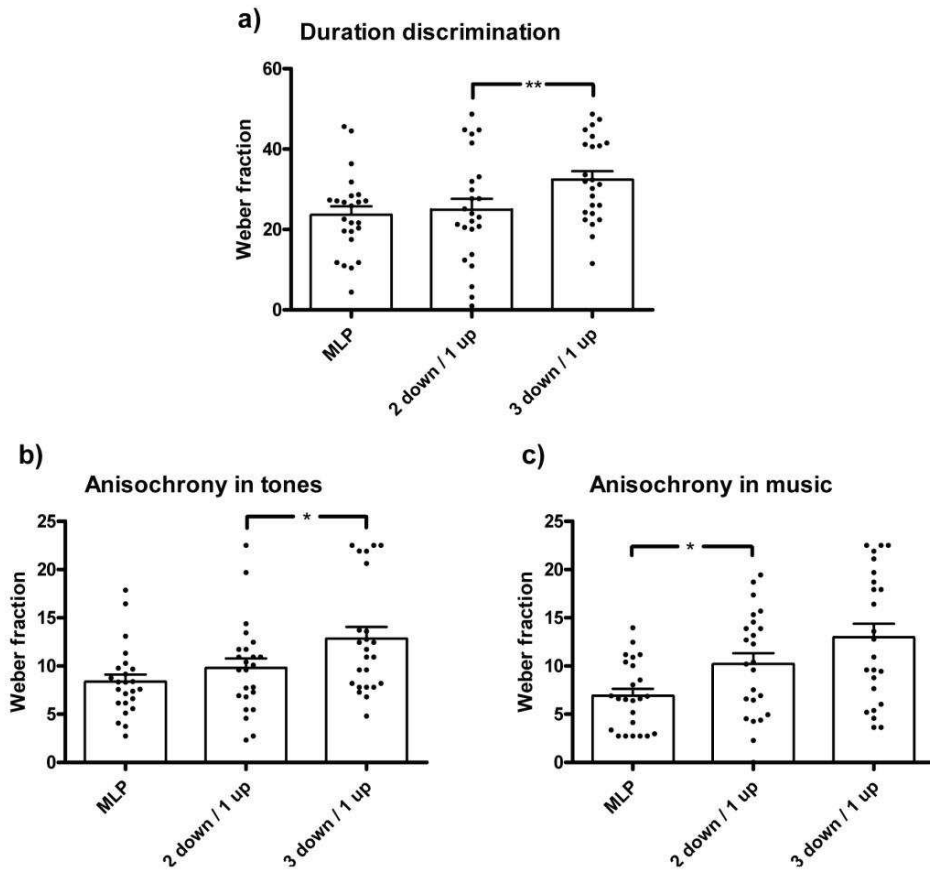 a)
Duration discrimination
Weber fraction
60
40
20
0
**
MLP
2 down / 1 up
3 down / 1 up
b)
Anisochrony in tones
Weber fraction
25
20
15
10
5
0
*
MLP
2 down / 1 up
3 down / 1 up
c)
Anisochrony in music
Weber fraction
25
20
15
10
5
0
*
MLP
2 down / 1 up
3 down / 1 up